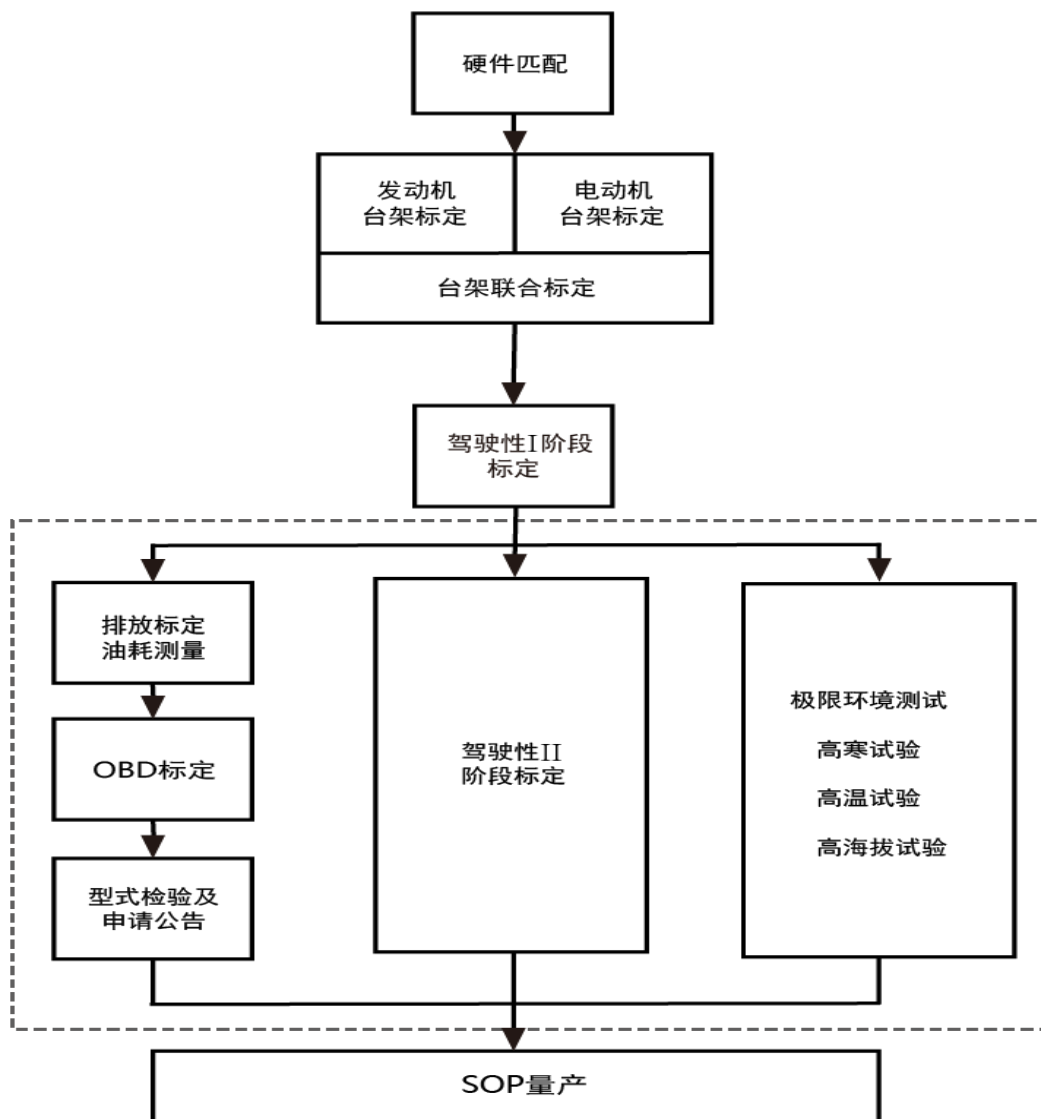 硬件匹配
发动机
台架标定
电动机
台架标定
台架联合标定
驾驶性I阶段
标定
排放标定
油耗测量
OBD标定
型式检验及
申请公告
驾驶性II
阶段标定
极限环境测试
高寒试验
高温试验
高海拔试验
SOP量产